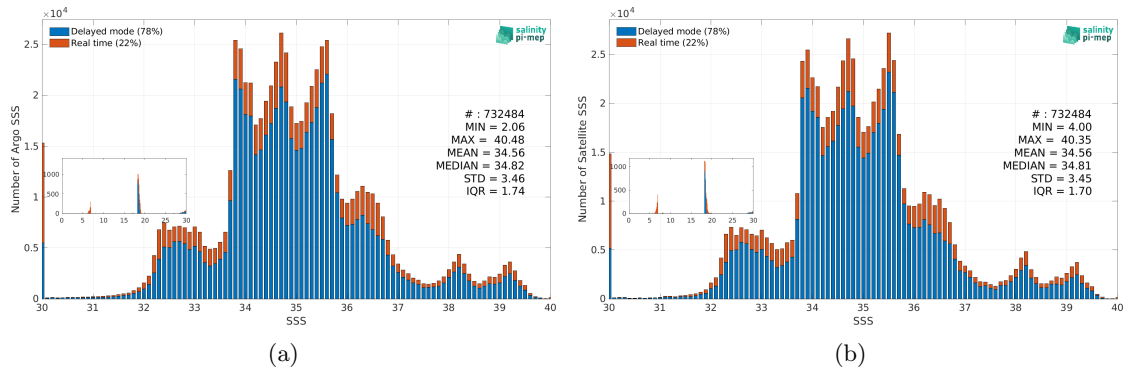 ×10⁴
Delayed mode (78%)
Real time (22%)
salinity
pi-mep
# : 732484
MIN = 2.06
MAX = 40.48
MEAN = 34.56
MEDIAN = 34.82
STD = 3.46
IQR = 1.74
Number of Argo SSS
2.5
2
1.5
1
0.5
0
1000
500
0
0 5 10 15 20 25 30
30 31 32 33 34 35 36 37 38 39 40
SSS
(a)
×10⁴
Delayed mode (78%)
Real time (22%)
salinity
pi-mep
# : 732484
MIN = 4.00
MAX = 40.35
MEAN = 34.56
MEDIAN = 34.81
STD = 3.45
IQR = 1.70
Number of Satellite SSS
2.5
2
1.5
1
0.5
0
1000
500
0
0 5 10 15 20 25 30
30 31 32 33 34 35 36 37 38 39 40
SSS
(b)